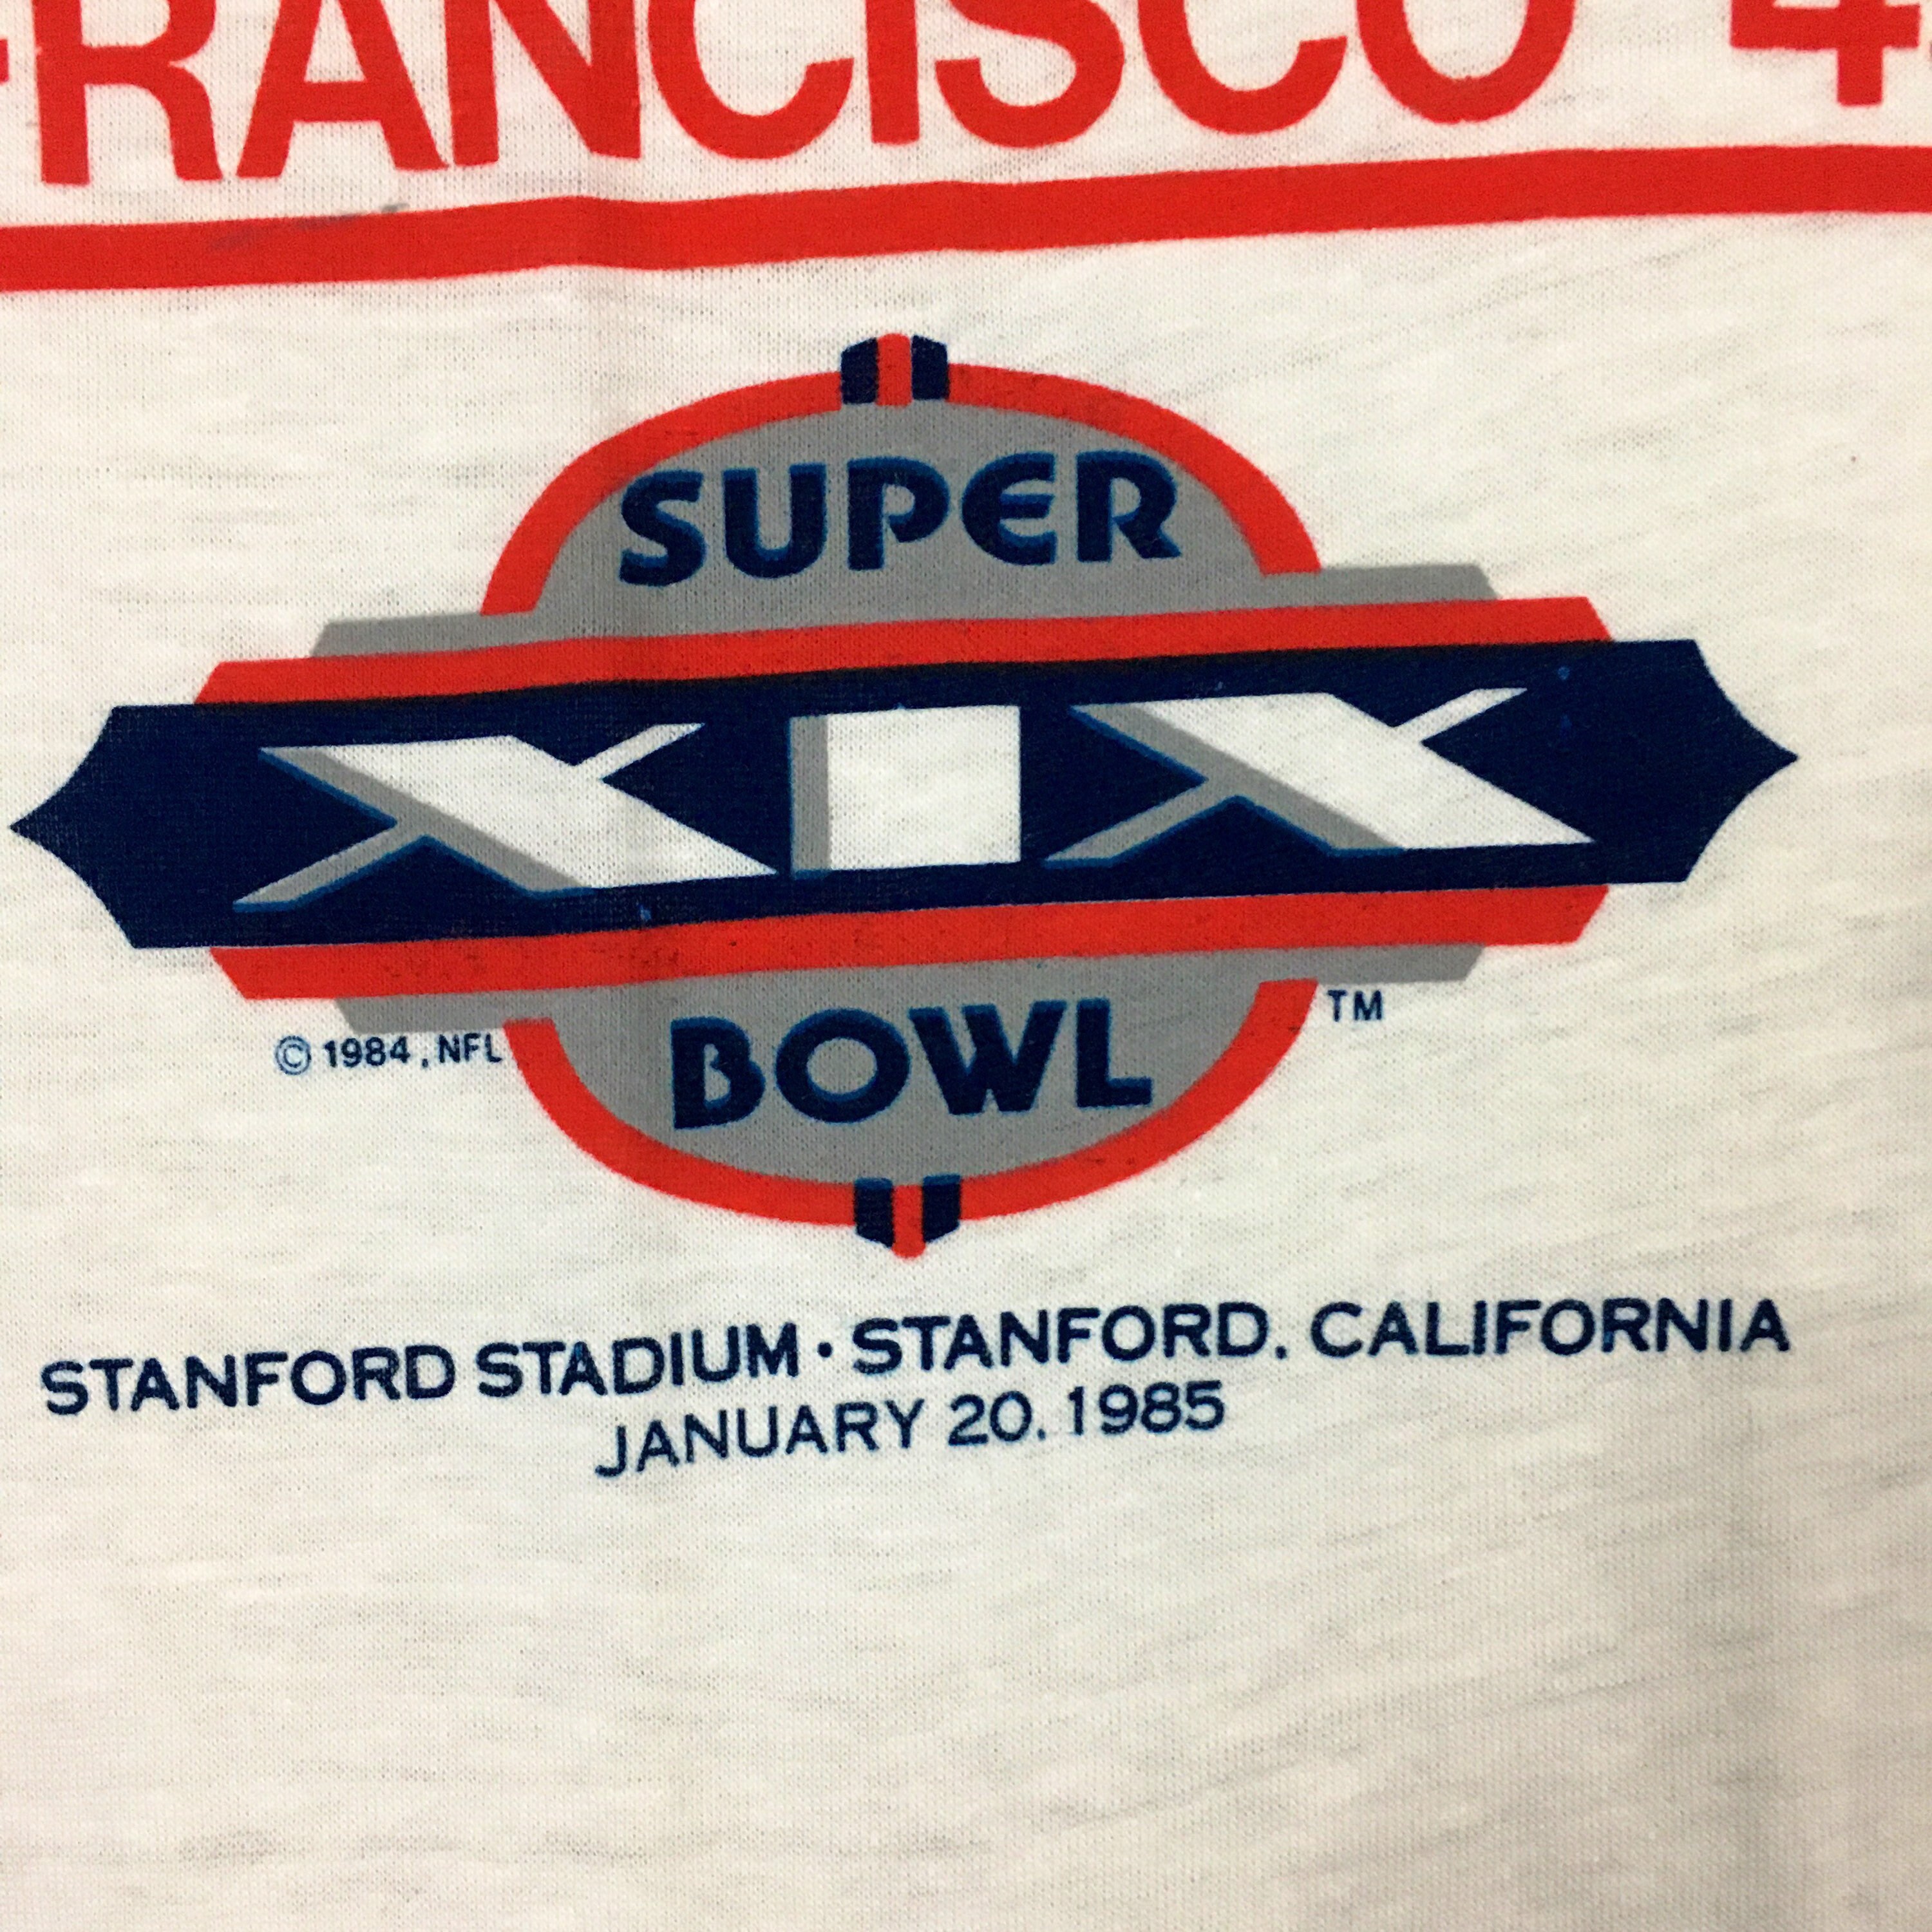 FRANCISCO 4
SUPER
XIX
BOWL
TM
© 1984, NFL
STANFORD STADIUM • STANFORD, CALIFORNIA
JANUARY 20, 1985